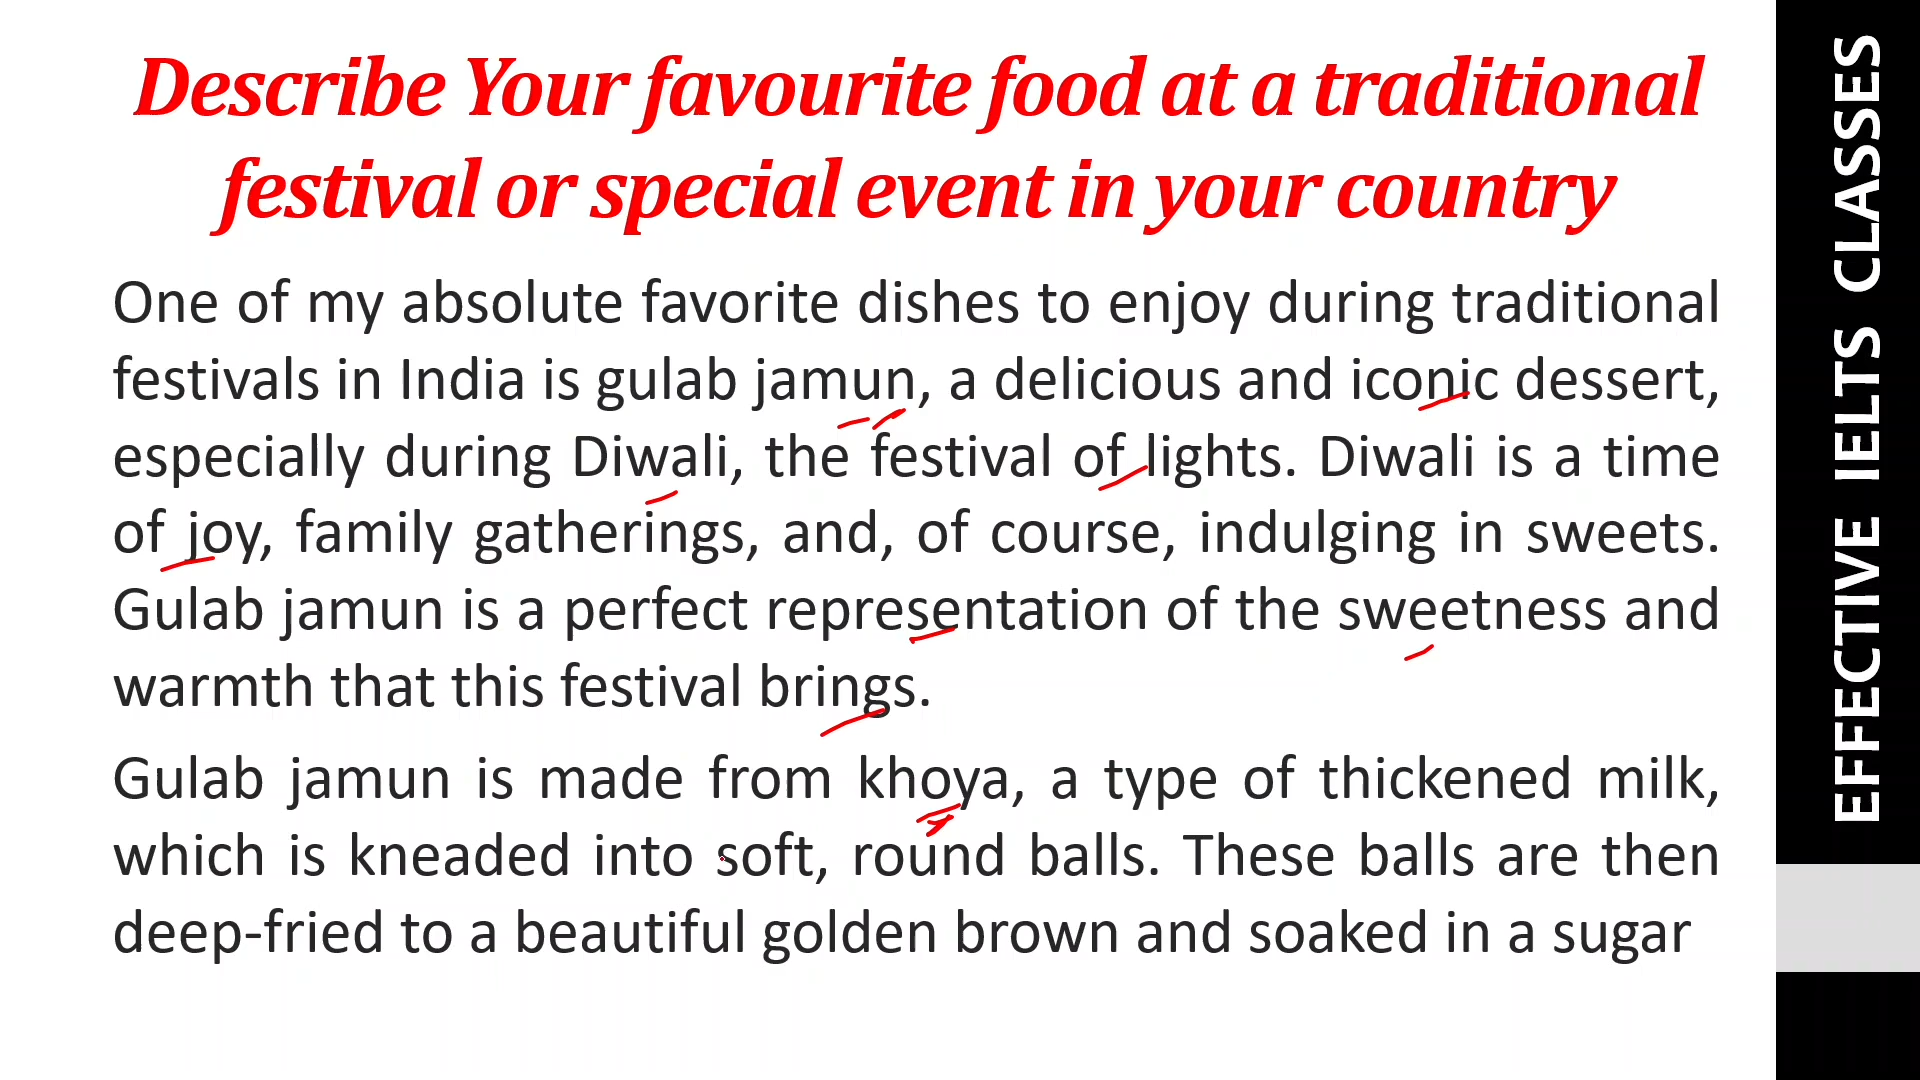 Describe Your favourite food at a traditional
festival or special event in your country
One of my absolute favorite dishes to enjoy during traditional
festivals in India is gulab jamun, a delicious and iconic dessert,
especially during Diwali, the festival of lights. Diwali is a time
of joy, family gatherings, and, of course, indulging in sweets.
Gulab jamun is a perfect representation of the sweetness and
warmth that this festival brings.
Gulab jamun is made from khoya, a type of thickened milk,
which is kneaded into soft, round balls. These balls are then
deep-fried to a beautiful golden brown and soaked in a sugar
EFFECTIVE IELTS CLASSES